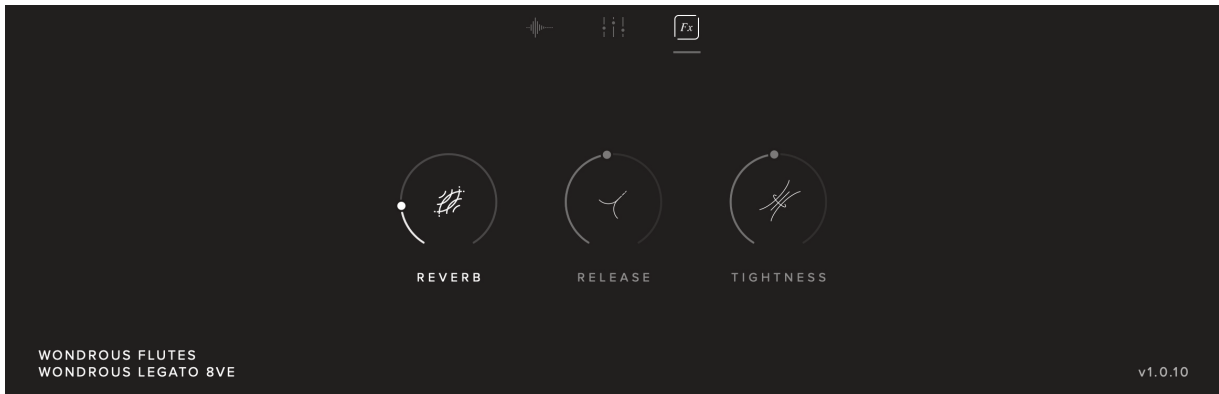 Fx
REVERB
RELEASE
TIGHTNESS
WONDROUS FLUTES
WONDROUS LEGATO 8VE
v1.0.10